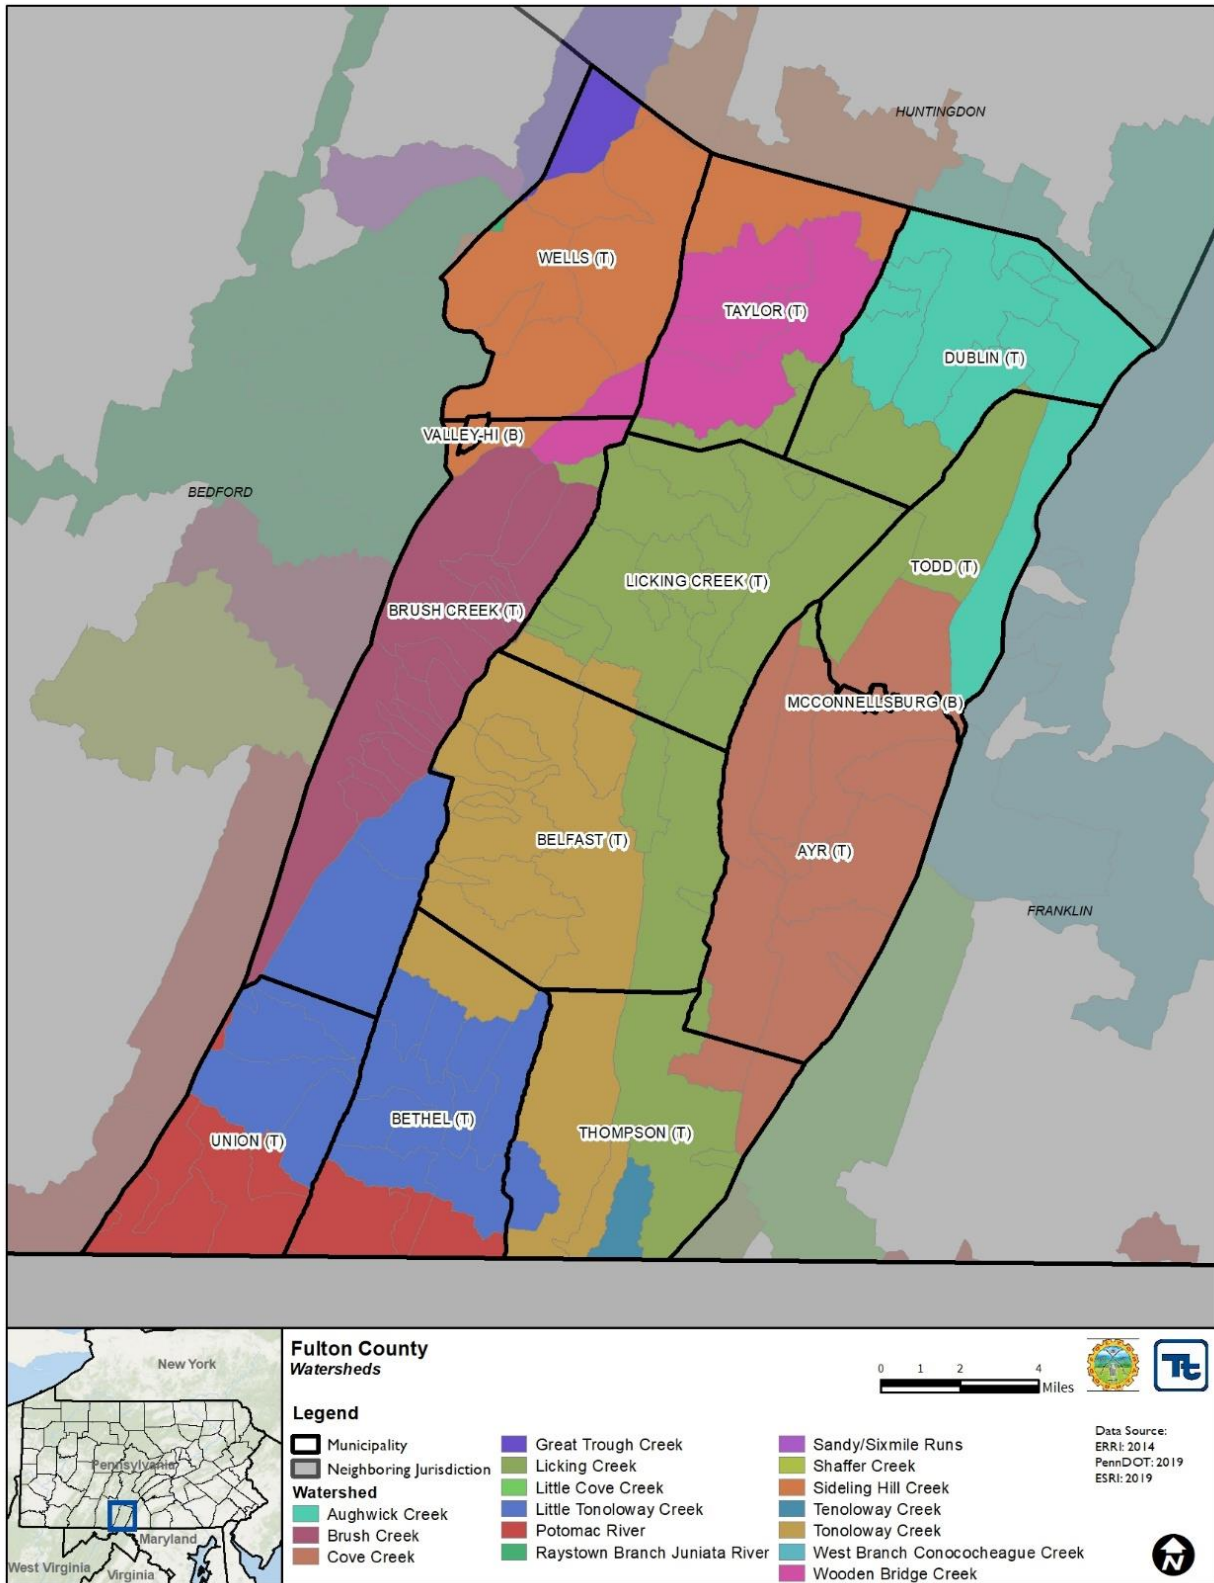 HUNTINGDON
WELLS (T)
TAYLOR (T)
DUBLIN (T)
VALLEY-HI (B)
BEDFORD
TODD (T)
LICKING CREEK (T)
BRUSH CREEK (T)
MCCONNELLSBURG (B)
BELFAST (T)
AYR (T)
FRANKLIN
BETHEL (T)
THOMPSON (T)
UNION (T)
New York
Pennsylvania
Maryland
West Virginia
Virginia
Fulton County
Watersheds
0 1 2 4
Miles
Tt
Legend
Municipality
Neighboring Jurisdiction
Watershed
Aughwick Creek
Brush Creek
Cove Creek
Great Trough Creek
Licking Creek
Little Cove Creek
Little Tonoloway Creek
Potomac River
Raystown Branch Juniata River
Sandy/Sixmile Runs
Shaffer Creek
Sideling Hill Creek
Tenoloway Creek
Tonoloway Creek
West Branch Conococheague Creek
Wooden Bridge Creek
Data Source:
ERRI: 2014
PennDOT: 2019
ESRI: 2019
N